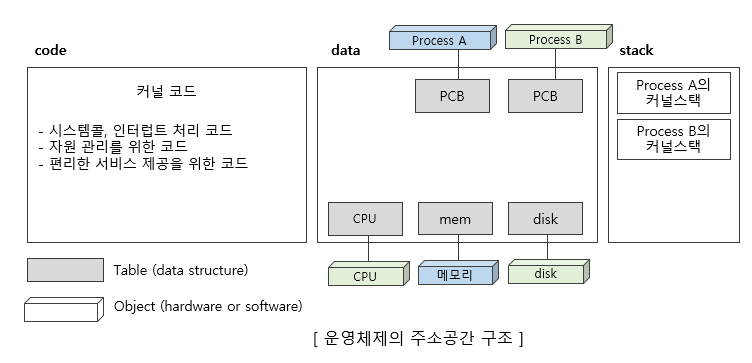 code
data
stack
Process A
Process B
커널 코드
- 시스템콜, 인터럽트 처리 코드
- 자원 관리를 위한 코드
- 편리한 서비스 제공을 위한 코드
PCB
PCB
Process A의
커널스택
Process B의
커널스택
CPU
mem
disk
CPU
메모리
disk
Table (data structure)
Object (hardware or software)
[ 운영체제의 주소공간 구조 ]